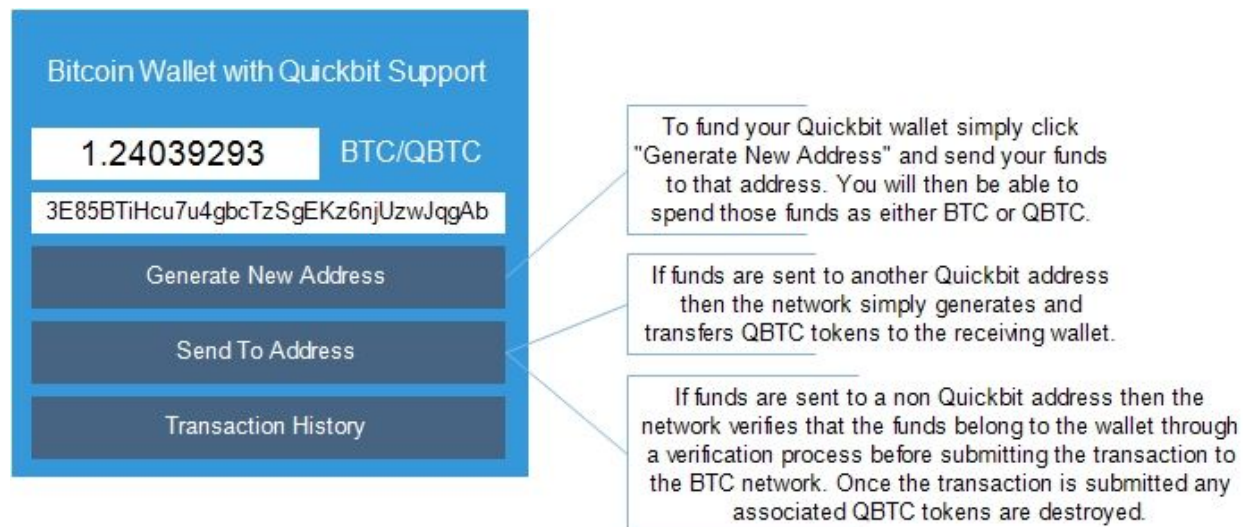 Bitcoin Wallet with Quickbit Support
1.24039293 BTC/QBTC
3E85BTiHcu7u4gbcTzSgEKz6njUzwJqgAb
Generate New Address
Send To Address
Transaction History
To fund your Quickbit wallet simply click
"Generate New Address" and send your funds
to that address. You will then be able to
spend those funds as either BTC or QBTC.
If funds are sent to another Quickbit address
then the network simply generates and
transfers QBTC tokens to the receiving wallet.
If funds are sent to a non Quickbit address then the
network verifies that the funds belong to the wallet through
a verification process before submitting the transaction to
the BTC network. Once the transaction is submitted any
associated QBTC tokens are destroyed.